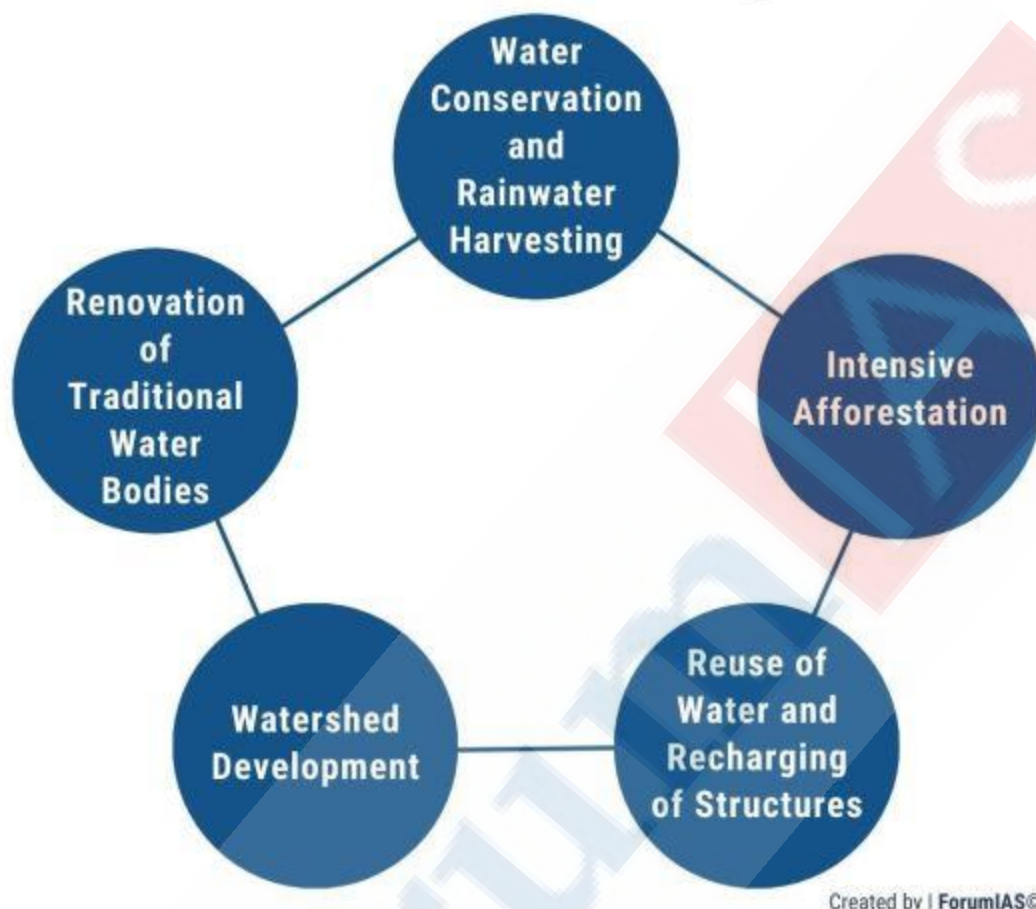 Water
Conservation
and
Rainwater
Harvesting
Renovation
of
Traditional
Water
Bodies
Intensive
Afforestation
Reuse of
Water and
Recharging
of Structures
Watershed
Development
Created by | ForumIAS©